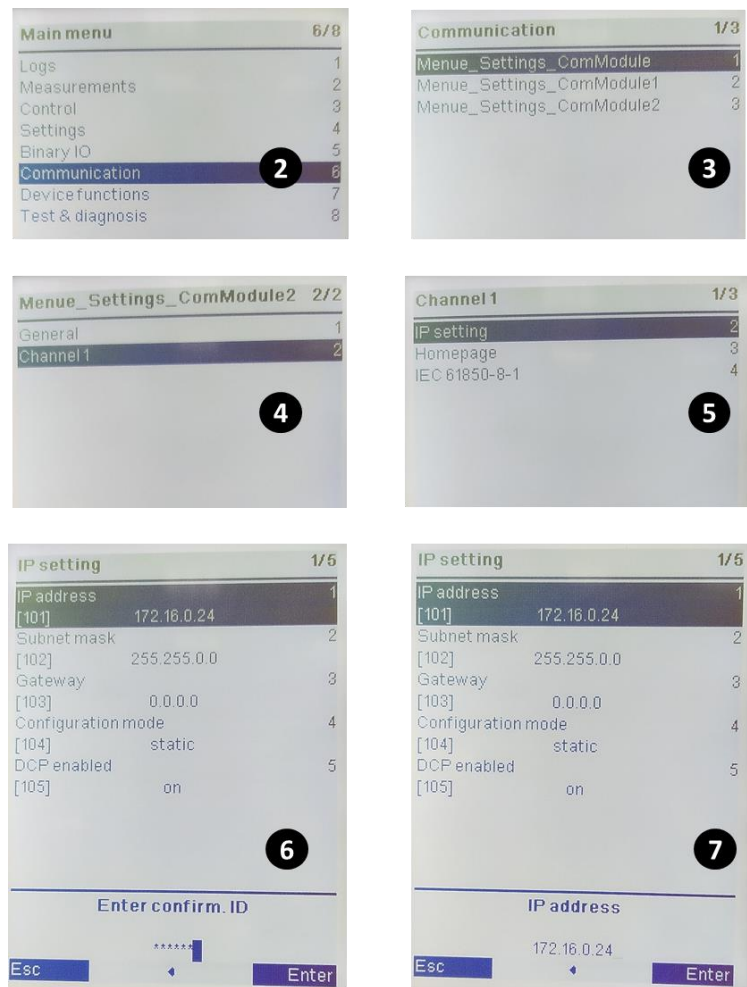 Main menu 6/8
Logs 1
Measurements 2
Control 3
Settings 4
Binary IO 5
Communication 6
Device functions 7
Test & diagnosis 8
2
Communication 1/3
Menue_Settings_ComModule 1
Menue_Settings_ComModule1 2
Menue_Settings_ComModule2 3
3
Menue_Settings_ComModule2 2/2
General 1
Channel 1 2
4
Channel 1 1/3
IP setting 2
Homepage 3
IEC 61850-8-1 4
5
IP setting 1/5
IP address 1
[101] 172.16.0.24
Subnet mask 2
[102] 255.255.0.0
Gateway 3
[103] 0.0.0.0
Configuration mode 4
[104] static
DCP enabled 5
[105] on
6
Enter confirm. ID
******
Esc Enter
IP setting 1/5
IP address 1
[101] 172.16.0.24
Subnet mask 2
[102] 255.255.0.0
Gateway 3
[103] 0.0.0.0
Configuration mode 4
[104] static
DCP enabled 5
[105] on
7
IP address
172.16.0.24
Esc Enter